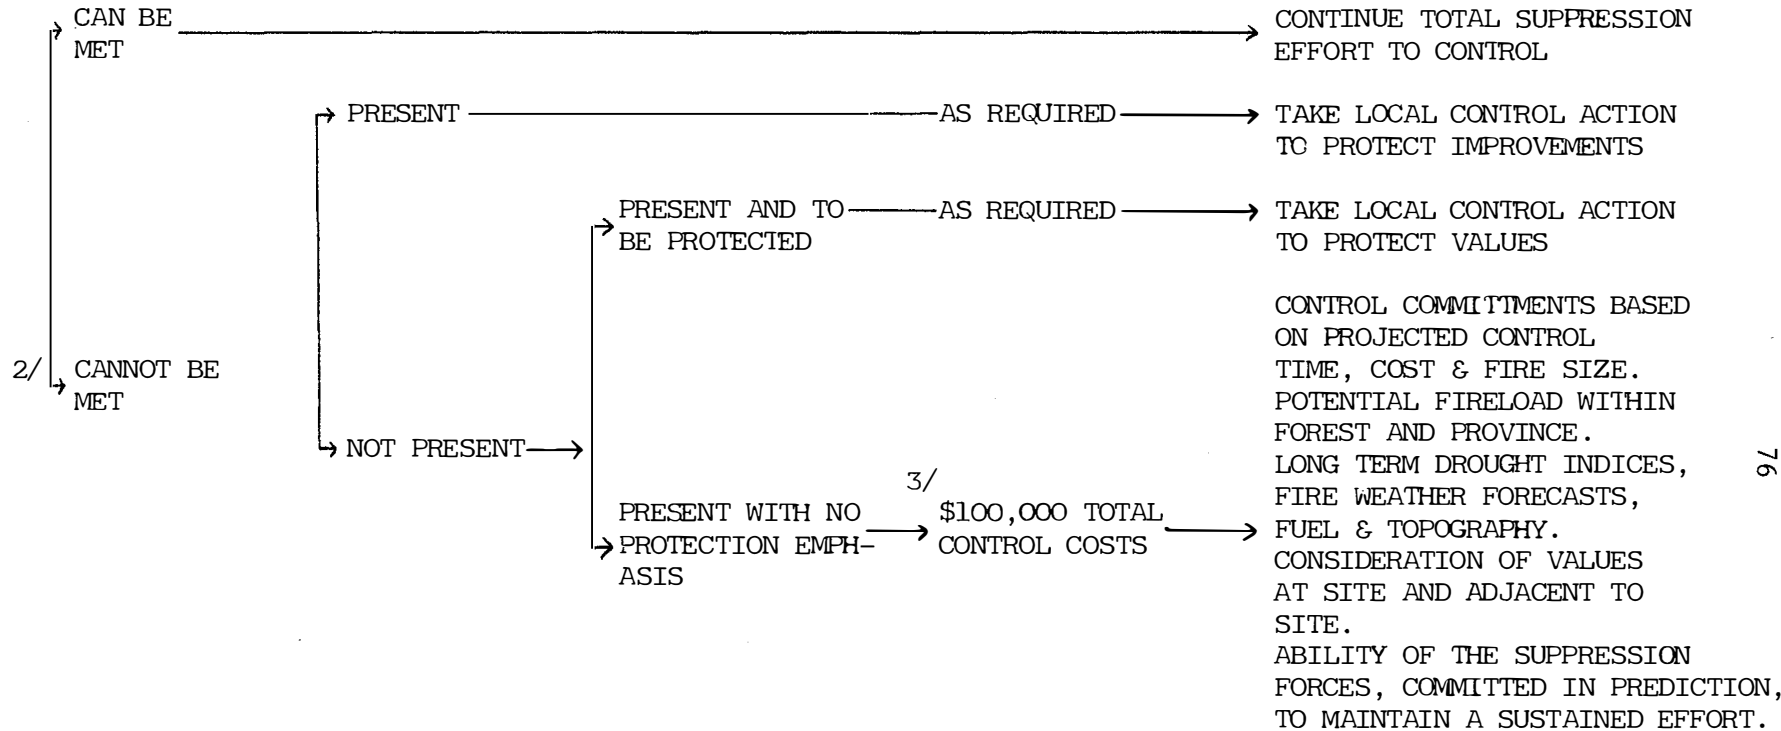 CAN BE
MET
CONTINUE TOTAL SUPPRESSION
EFFORT TO CONTROL
PRESENT
AS REQUIRED
TAKE LOCAL CONTROL ACTION
TO PROTECT IMPROVEMENTS
PRESENT AND TO
BE PROTECTED
AS REQUIRED
TAKE LOCAL CONTROL ACTION
TO PROTECT VALUES
2/
CANNOT BE
MET
NOT PRESENT
PRESENT WITH NO
PROTECTION EMPH-
ASIS
3/
$100,000 TOTAL
CONTROL COSTS
CONTROL COMMITTMENTS BASED
ON PROJECTED CONTROL
TIME, COST & FIRE SIZE.
POTENTIAL FIRELOAD WITHIN
FOREST AND PROVINCE.
LONG TERM DROUGHT INDICES,
FIRE WEATHER FORECASTS,
FUEL & TOPOGRAPHY.
CONSIDERATION OF VALUES
AT SITE AND ADJACENT TO
SITE.
ABILITY OF THE SUPPRESSION
FORCES, COMMITTED IN PREDICTION,
TO MAINTAIN A SUSTAINED EFFORT.
76